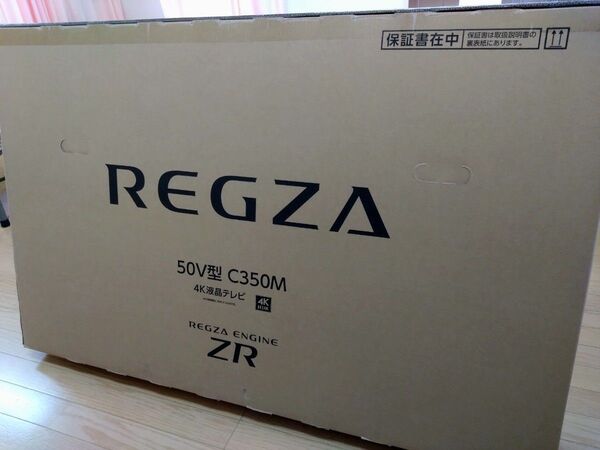 保証書在中
保証書は取扱説明書の
裏表紙にあります。
REGZA
50V型 C350M
4K液晶テレビ
4K
REGZA ENGINE
ZR